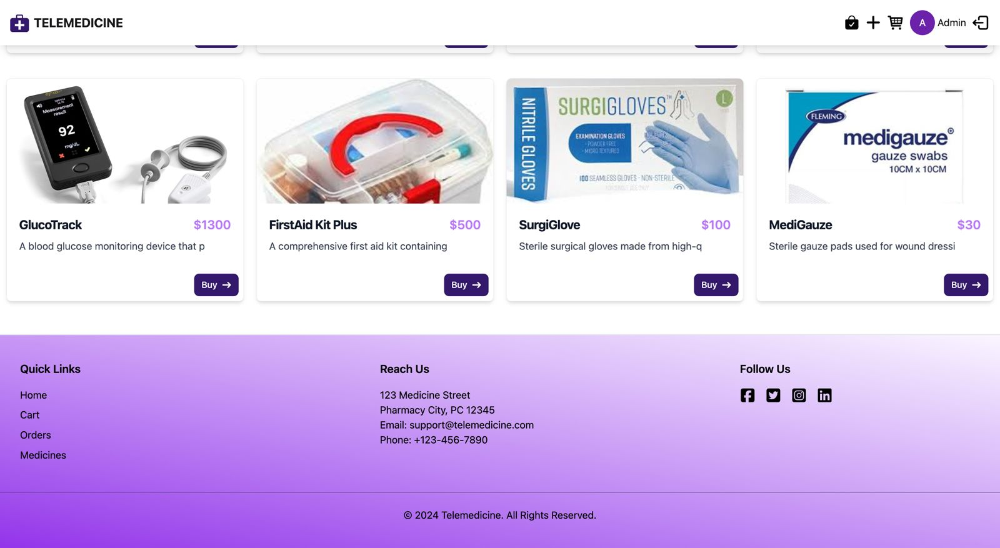 TELEMEDICINE
A
Admin
Measurement
result
92
mg/dL
NITRILE GLOVES
SURGIGLOVES™
L
EXAMINATION GLOVES
· POWDER FREE
· MICRO TEXTURED
100 SEAMLESS GLOVES · NON-STERILE
FOR SINGLE USE ONLY
FLEMING
medigauze®
gauze swabs
10CM x 10CM
GlucoTrack
$1300
A blood glucose monitoring device that p
Buy
FirstAid Kit Plus
$500
A comprehensive first aid kit containing
Buy
SurgiGlove
$100
Sterile surgical gloves made from high-q
Buy
MediGauze
$30
Sterile gauze pads used for wound dressi
Buy
Quick Links
Home
Cart
Orders
Medicines
Reach Us
123 Medicine Street
Pharmacy City, PC 12345
Email: support@telemedicine.com
Phone: +123-456-7890
Follow Us
© 2024 Telemedicine. All Rights Reserved.